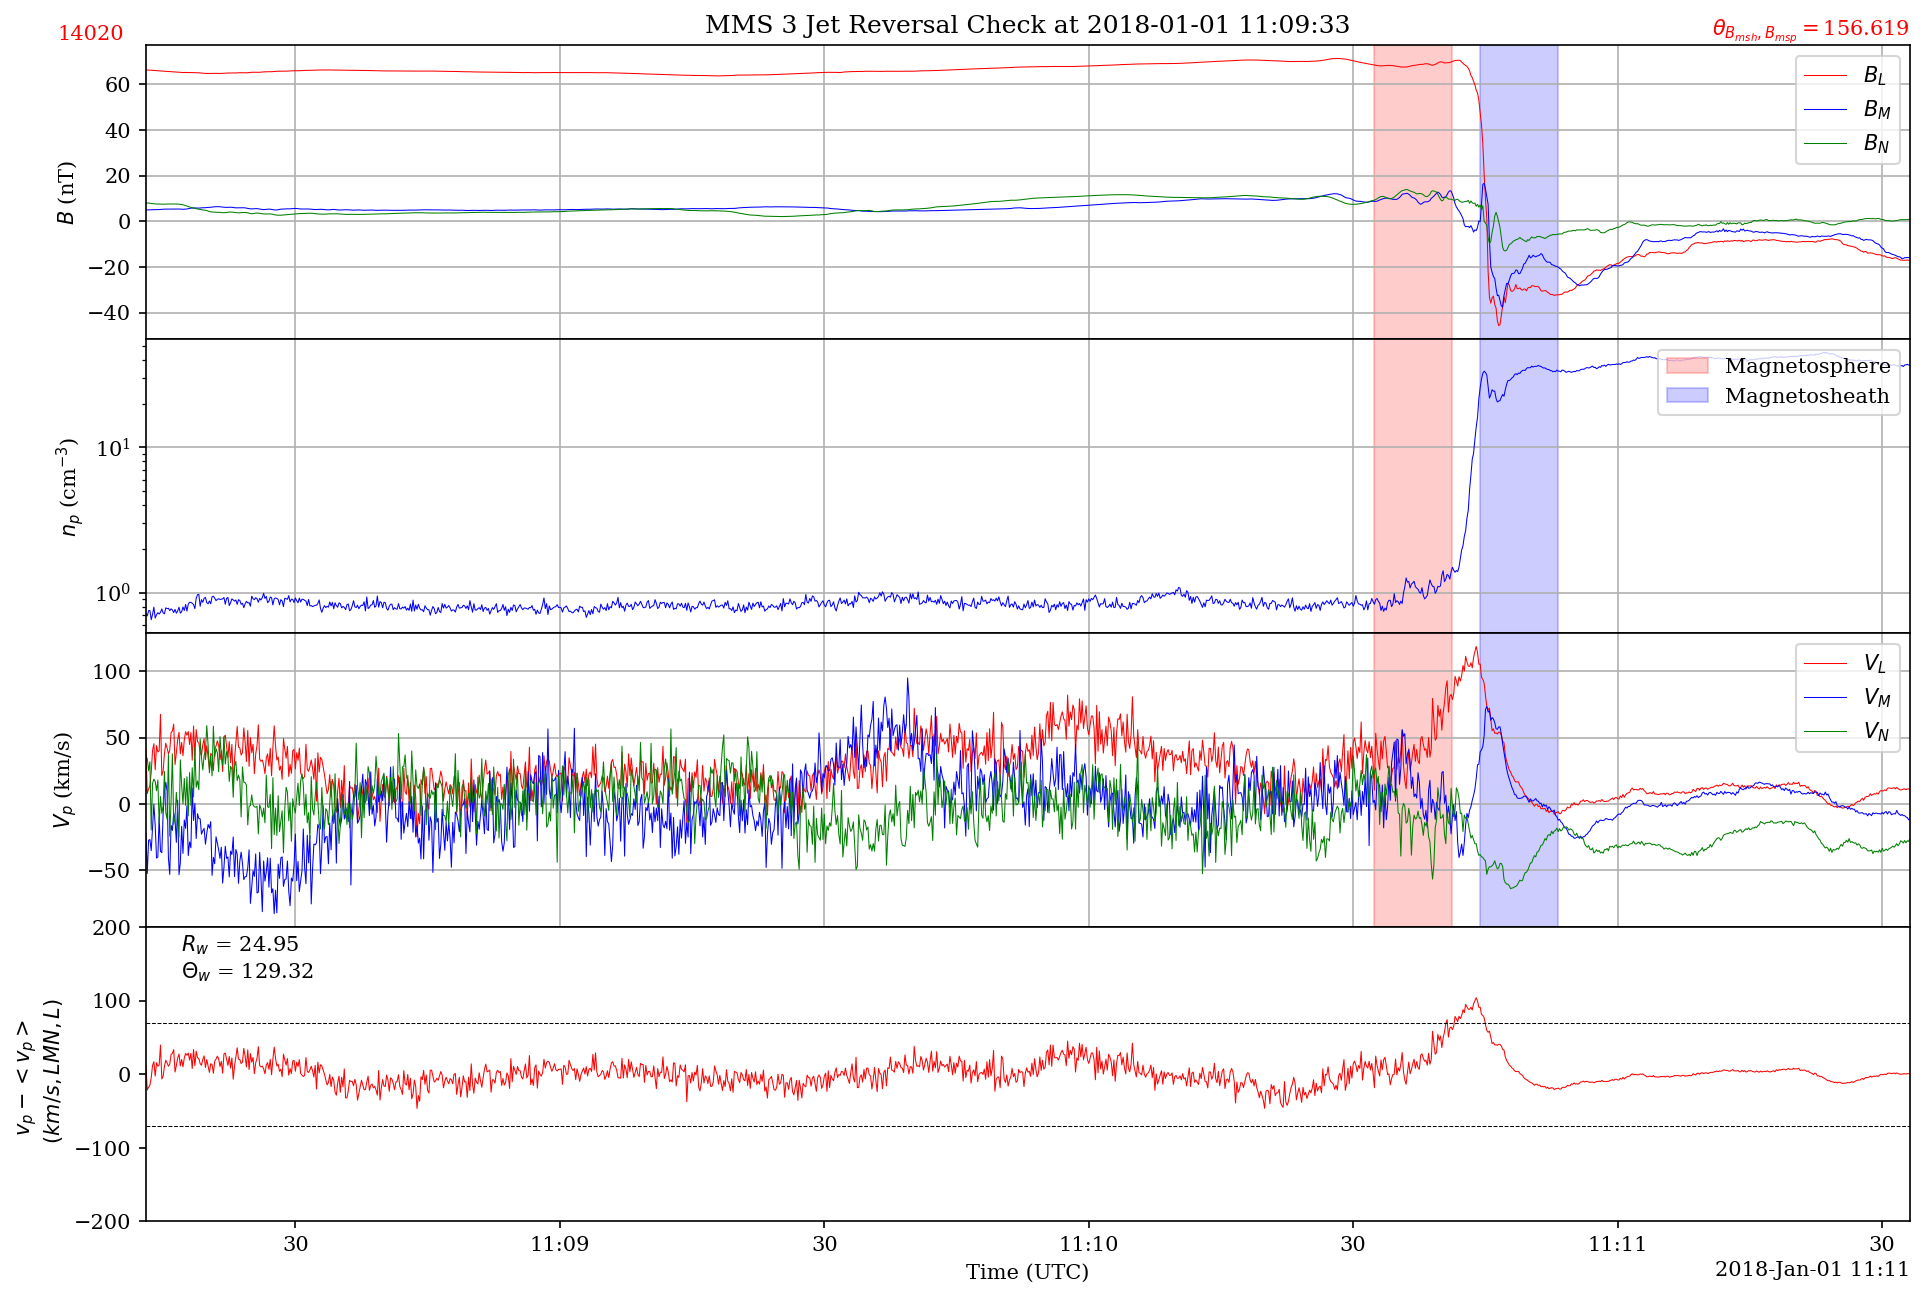 MMS 3 Jet Reversal Check at 2018-01-01 11:09:33
14020
θ_{B_{msh}, B_{msp}} = 156.619
60
40
20
0
−20
−40
B (nT)
B_L
B_M
B_N
10^1
10^0
n_p (cm^{-3})
Magnetosphere
Magnetosheath
100
50
0
−50
V_p (km/s)
V_L
V_M
V_N
200
100
0
−100
−200
v_p − < v_p >
(km/s, LMN, L)
R_w = 24.95
Θ_w = 129.32
30
11:09
30
11:10
30
11:11
30
Time (UTC)
2018-Jan-01 11:11